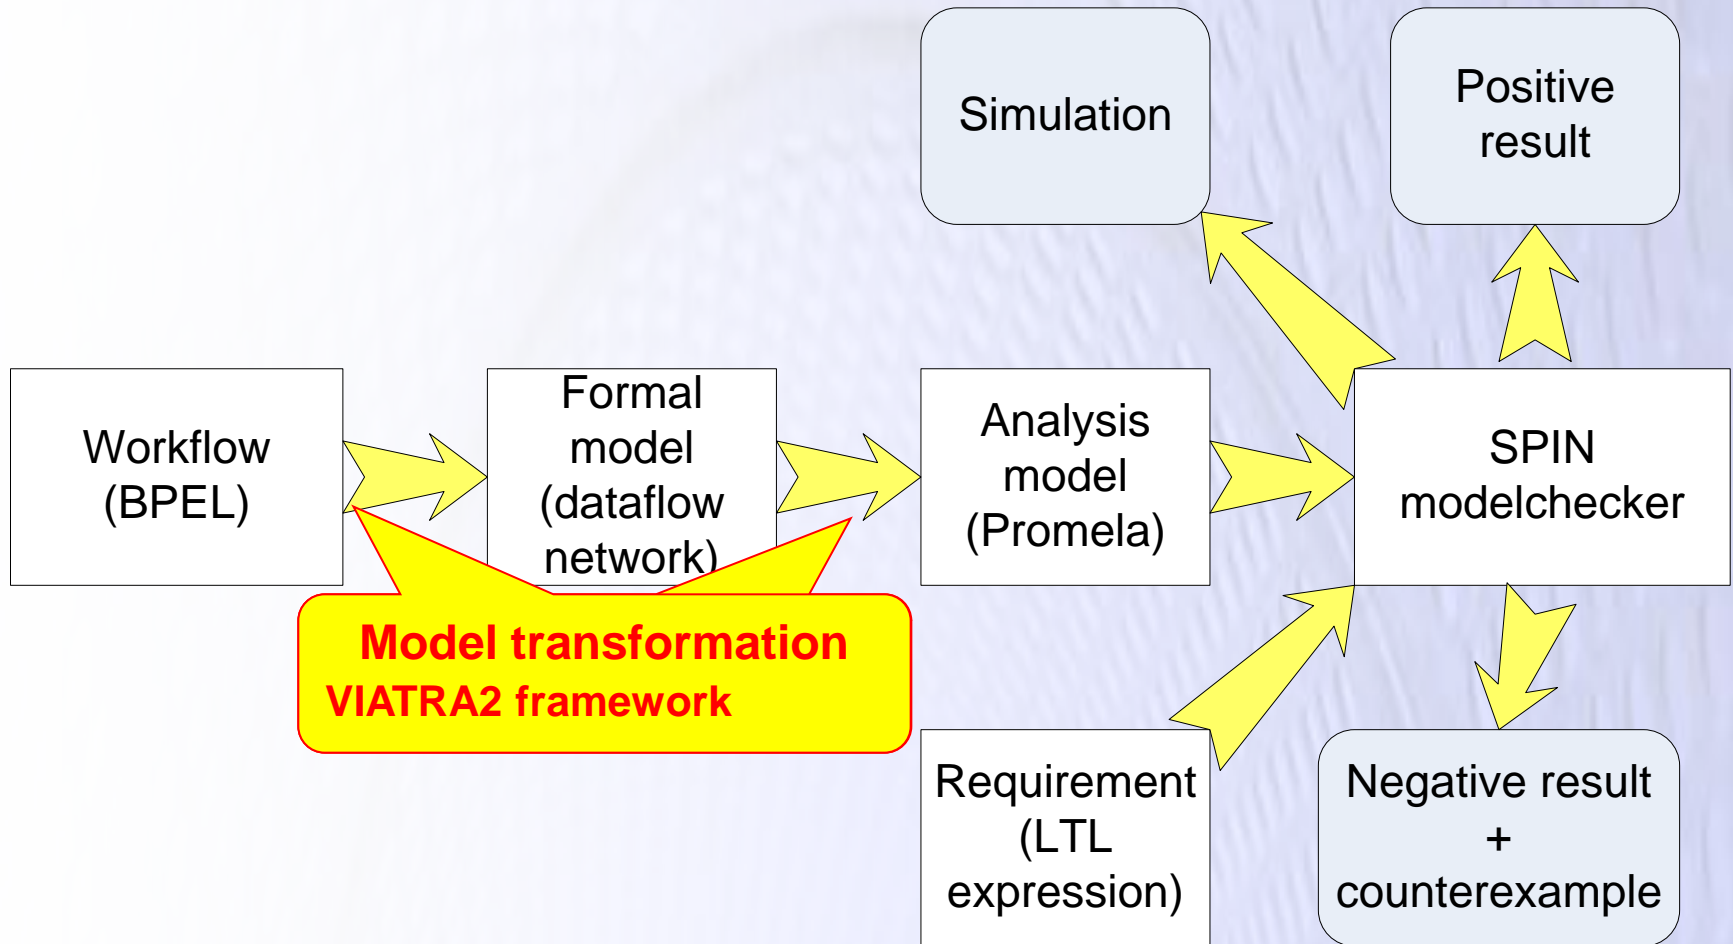 Simulation
Positive
result
Workflow
(BPEL)
Formal
model
(dataflow
network)
Analysis
model
(Promela)
SPIN
modelchecker
Model transformation
VIATRA2 framework
Requirement
(LTL
expression)
Negative result
+
counterexample